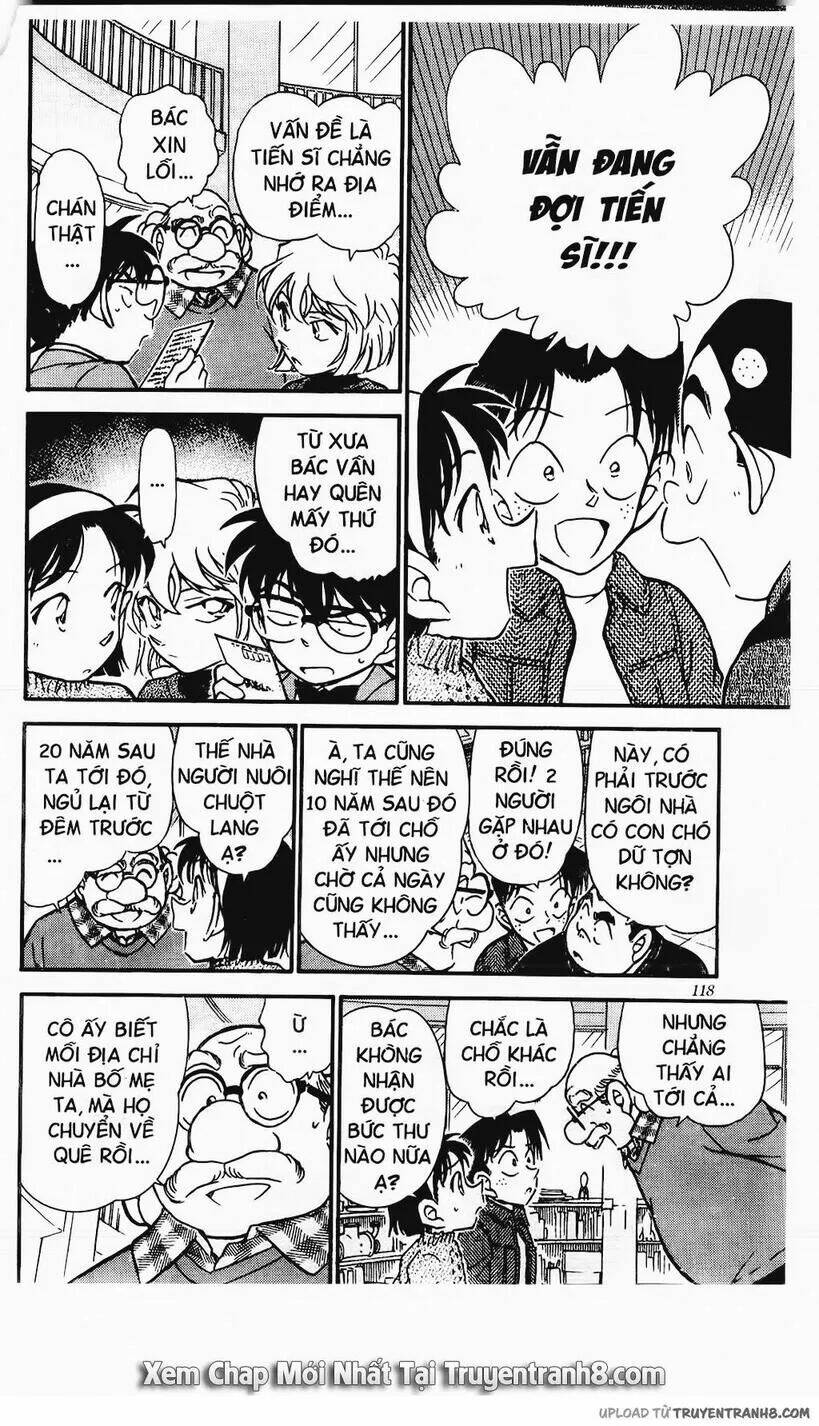 VẪN ĐANG
ĐỢI TIẾN
SĨ!!!
VẤN ĐỀ LÀ
TIẾN SĨ CHẲNG
NHỚ RA ĐỊA
ĐIỂM...
BÁC
XIN
LỖI...
CHÁN
THẬT
...
TỪ XƯA
BÁC VẪN
HAY QUÊN
MẤY THỨ
ĐÓ...
...
NÀY, CÓ
PHẢI TRƯỚC
NGÔI NHÀ
CÓ CON CHÓ
DỮ TỢN
KHÔNG?
ĐÚNG
RỒI! 2
NGƯỜI
GẶP NHAU
Ở ĐÓ!
À, TA CŨNG
NGHĨ THẾ NÊN
10 NĂM SAU ĐÓ
ĐÃ TỚI CHỖ
ẤY NHƯNG
CHỜ CẢ NGÀY
CŨNG KHÔNG
THẤY...
THẾ NHÀ
NGƯỜI NUÔI
CHUỘT
LANG
Ạ?
20 NĂM SAU
TA TỚI ĐÓ,
NGỦ LẠI TỪ
ĐÊM TRƯỚC
...
118
NHƯNG
CHẲNG
THẤY AI
TỚI CẢ...
CHẮC LÀ
CHỖ KHÁC
RỒI...
BÁC
KHÔNG
NHẬN
ĐƯỢC
BỨC THƯ
NÀO NỮA
Ạ?
Ừ
...
CÔ ẤY BIẾT
MỖI ĐỊA CHỈ
NHÀ BỐ MẸ
TA, MÀ HỌ
CHUYỂN VỀ
QUÊ RỒI...
Xem Chap Mới Nhất Tại Truyentranh8.com
UPLOAD TỪ TRUYENTRANH8.COM